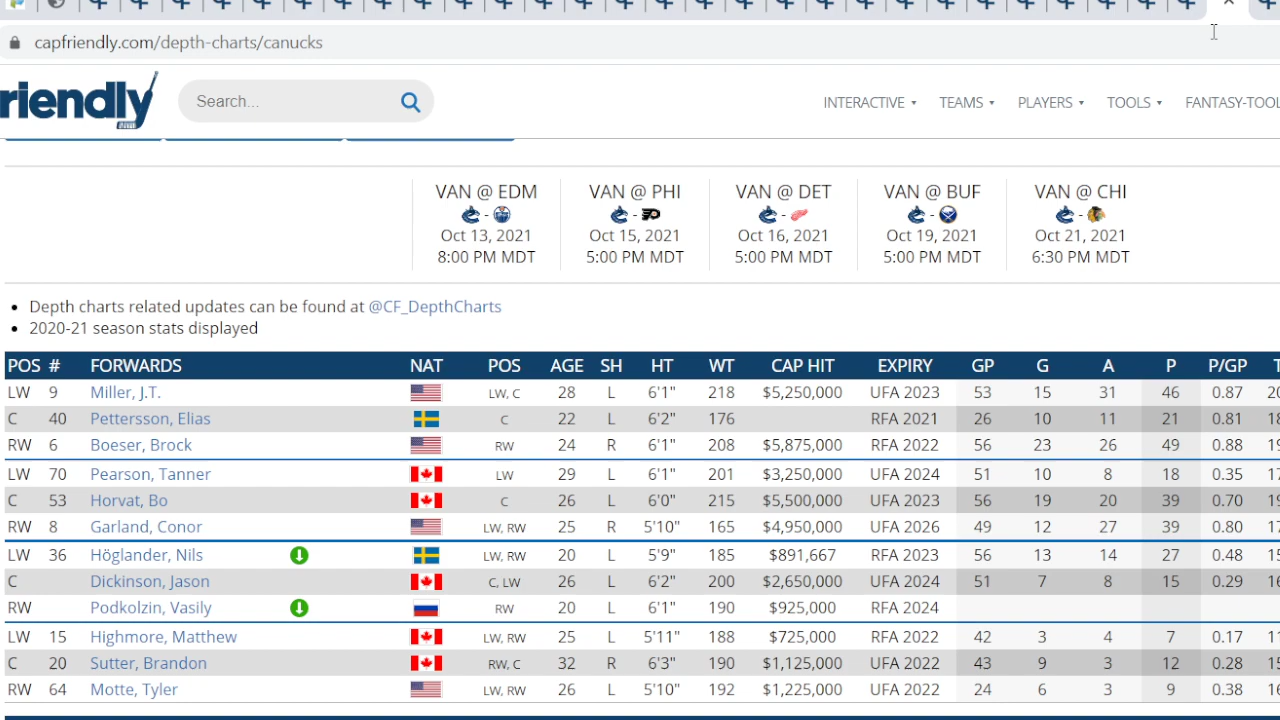 capfriendly.com/depth-charts/canucks
riendly Search... INTERACTIVE TEAMS PLAYERS TOOLS FANTASY-TOOL
VAN @ EDM VAN @ PHI VAN @ DET VAN @ BUF VAN @ CHI
- - - - -
Oct 13, 2021 Oct 15, 2021 Oct 16, 2021 Oct 19, 2021 Oct 21, 2021
8:00 PM MDT 5:00 PM MDT 5:00 PM MDT 5:00 PM MDT 6:30 PM MDT
• Depth charts related updates can be found at @CF_DepthCharts
• 2020-21 season stats displayed
POS # FORWARDS NAT POS AGE SH HT WT CAP HIT EXPIRY GP G A P P/GP
LW 9 Miller, J.T. LW, C 28 L 6'1" 218 $5,250,000 UFA 2023 53 15 31 46 0.87 20
C 40 Pettersson, Elias C 22 L 6'2" 176 RFA 2021 26 10 11 21 0.81
RW 6 Boeser, Brock RW 24 R 6'1" 208 $5,875,000 RFA 2022 56 23 26 49 0.88
LW 70 Pearson, Tanner LW 29 L 6'1" 201 $3,250,000 UFA 2024 51 10 8 18 0.35
C 53 Horvat, Bo C 26 L 6'0" 215 $5,500,000 UFA 2023 56 19 20 39 0.70
RW 8 Garland, Conor LW, RW 25 R 5'10" 165 $4,950,000 UFA 2026 49 12 27 39 0.80
LW 36 Höglander, Nils LW, RW 20 L 5'9" 185 $891,667 RFA 2023 56 13 14 27 0.48
C Dickinson, Jason C, LW 26 L 6'2" 200 $2,650,000 UFA 2024 51 7 8 15 0.29
RW Podkolzin, Vasily RW 20 L 6'1" 190 $925,000 RFA 2024
LW 15 Highmore, Matthew LW, RW 25 L 5'11" 188 $725,000 RFA 2022 42 3 4 7 0.17
C 20 Sutter, Brandon RW, C 32 R 6'3" 190 $1,125,000 UFA 2022 43 9 3 12 0.28
RW 64 Motte, Tyler LW, RW 26 L 5'10" 192 $1,225,000 UFA 2022 24 6 3 9 0.38